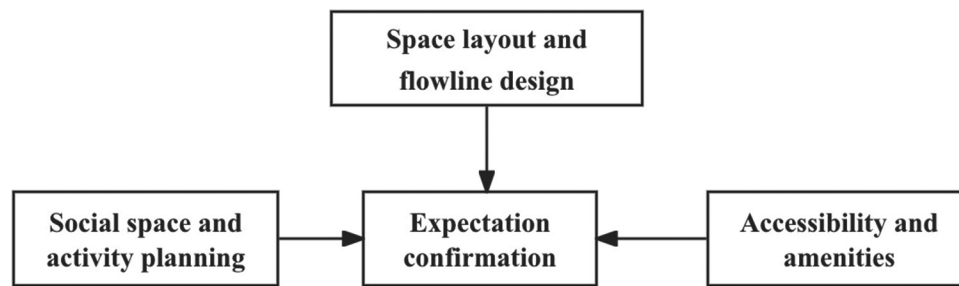 Space layout and
flowline design
Social space and
activity planning
Expectation
confirmation
Accessibility and
amenities